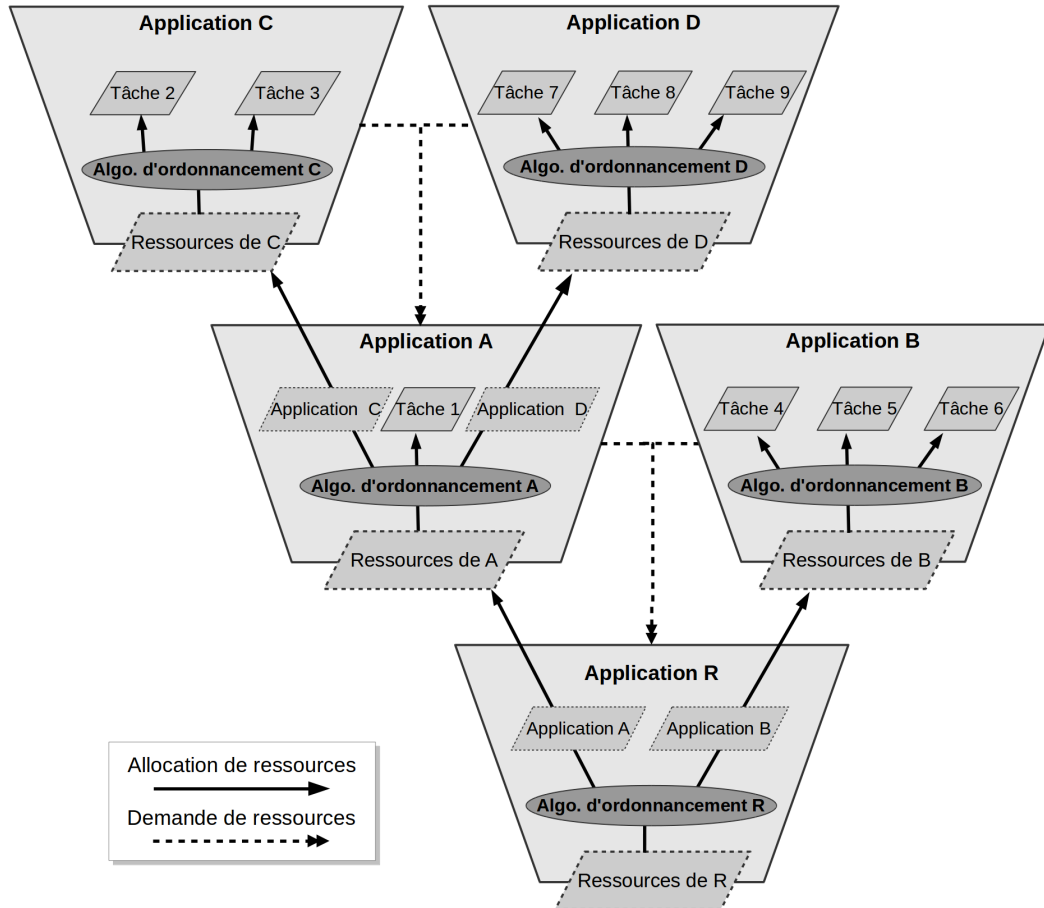 Application C
Tâche 2
Tâche 3
Algo. d'ordonnancement C
Ressources de C
Application D
Tâche 7
Tâche 8
Tâche 9
Algo. d'ordonnancement D
Ressources de D
Application A
Application C
Tâche 1
Application D
Algo. d'ordonnancement A
Ressources de A
Application B
Tâche 4
Tâche 5
Tâche 6
Algo. d'ordonnancement B
Ressources de B
Application R
Application A
Application B
Algo. d'ordonnancement R
Ressources de R
Allocation de ressources
Demande de ressources